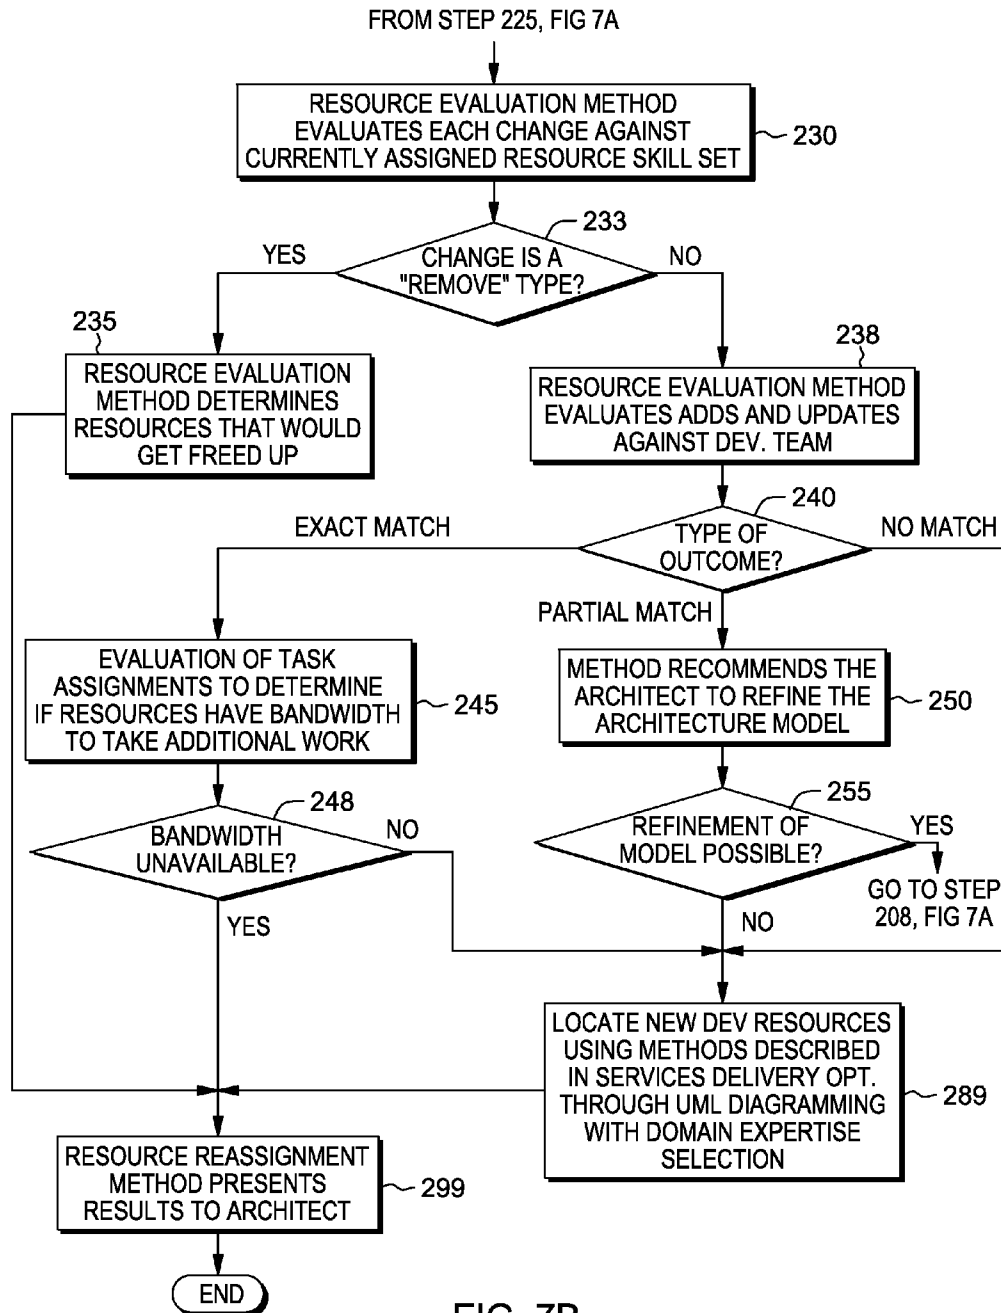 FROM STEP 225, FIG 7A
RESOURCE EVALUATION METHOD
EVALUATES EACH CHANGE AGAINST
CURRENTLY ASSIGNED RESOURCE SKILL SET
230
233
CHANGE IS A
"REMOVE" TYPE?
YES
NO
235
RESOURCE EVALUATION
METHOD DETERMINES
RESOURCES THAT WOULD
GET FREED UP
238
RESOURCE EVALUATION METHOD
EVALUATES ADDS AND UPDATES
AGAINST DEV. TEAM
240
TYPE OF
OUTCOME?
EXACT MATCH
NO MATCH
PARTIAL MATCH
EVALUATION OF TASK
ASSIGNMENTS TO DETERMINE
IF RESOURCES HAVE BANDWIDTH
TO TAKE ADDITIONAL WORK
245
METHOD RECOMMENDS THE
ARCHITECT TO REFINE THE
ARCHITECTURE MODEL
250
248
BANDWIDTH
UNAVAILABLE?
NO
YES
255
REFINEMENT OF
MODEL POSSIBLE?
YES
GO TO STEP
208, FIG 7A
NO
LOCATE NEW DEV RESOURCES
USING METHODS DESCRIBED
IN SERVICES DELIVERY OPT.
THROUGH UML DIAGRAMMING
WITH DOMAIN EXPERTISE
SELECTION
289
RESOURCE REASSIGNMENT
METHOD PRESENTS
RESULTS TO ARCHITECT
299
END
FIG. 7B